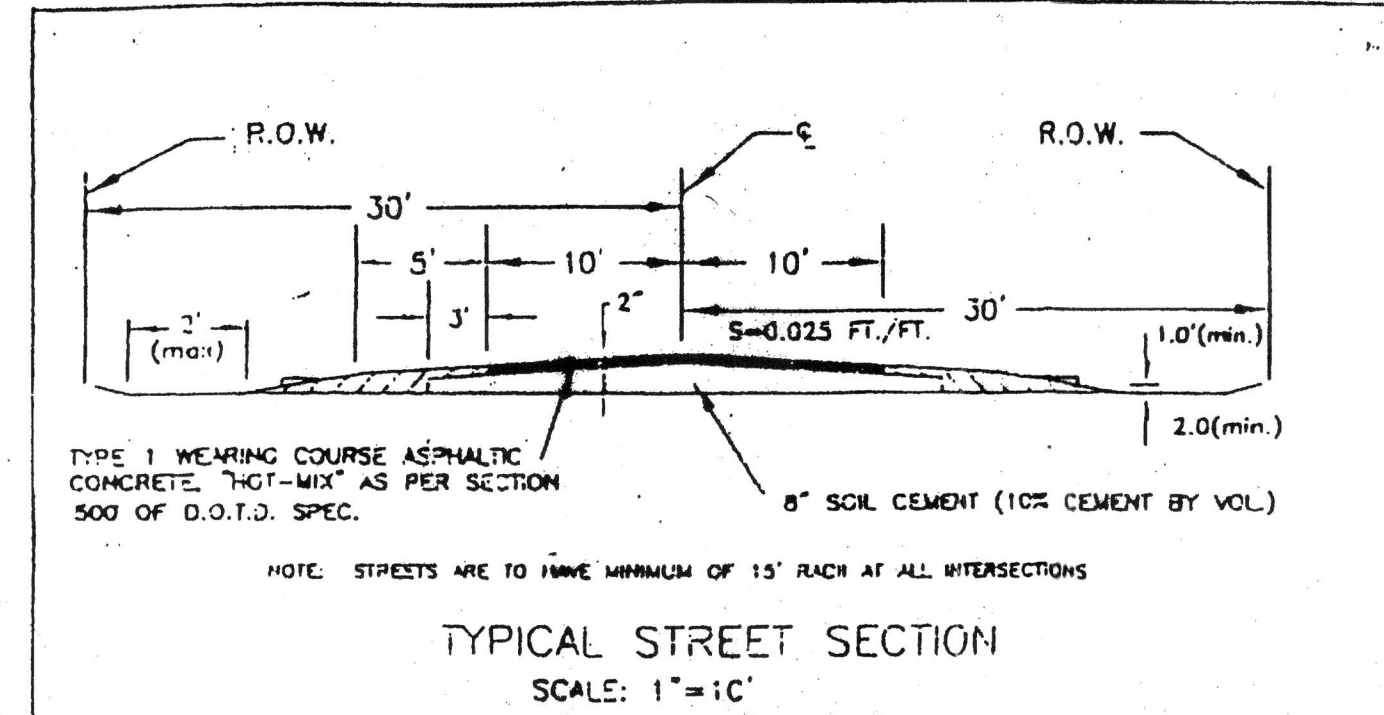 R.O.W.
℄
R.O.W.
30'
5'
10'
10'
3'
2"
30'
S=0.025 FT./FT.
1.0'(min.)
(max)
2.0(min.)
TYPE 1 WEARING COURSE ASPHALTIC
CONCRETE, "HOT-MIX" AS PER SECTION
500 OF D.O.T.D. SPEC.
8" SOIL CEMENT (10% CEMENT BY VOL)
NOTE: STREETS ARE TO HAVE MINIMUM OF 15' AT ALL INTERSECTIONS
TYPICAL STREET SECTION
SCALE: 1"=10'